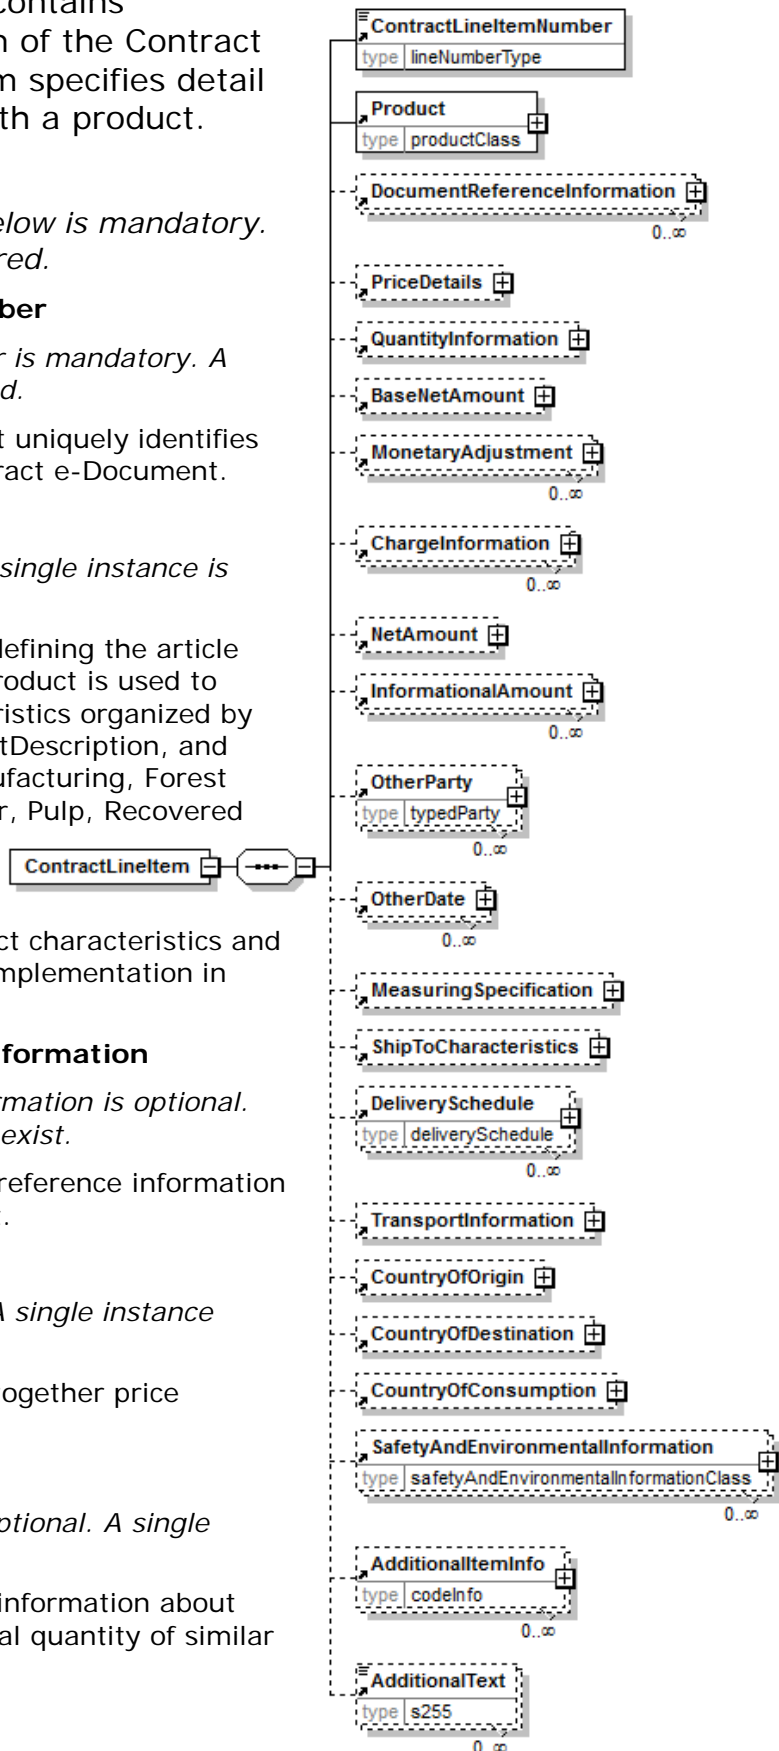 contains
n of the Contract
m specifies detail
th a product.
elow is mandatory.
red.
ber
r is mandatory. A
d.
t uniquely identifies
ract e-Document.
single instance is
defining the article
roduct is used to
ristics organized by
tDescription, and
ufacturing, Forest
r, Pulp, Recovered
ct characteristics and
implementation in
nformation
rmation is optional.
exist.
reference information
.
A single instance
together price
ptional. A single
information about
al quantity of similar
ContractLineItem
ContractLineItemNumber
type lineNumberType
Product
type productClass
DocumentReferenceInformation
0..∞
PriceDetails
QuantityInformation
BaseNetAmount
MonetaryAdjustment
0..∞
ChargeInformation
0..∞
NetAmount
InformationalAmount
0..∞
OtherParty
type typedParty
0..∞
OtherDate
0..∞
MeasuringSpecification
ShipToCharacteristics
DeliverySchedule
type deliverySchedule
0..∞
TransportInformation
CountryOfOrigin
CountryOfDestination
CountryOfConsumption
SafetyAndEnvironmentalInformation
type safetyAndEnvironmentalInformationClass
0..∞
AdditionalItemInfo
type codeInfo
0..∞
AdditionalText
type s255
0..∞